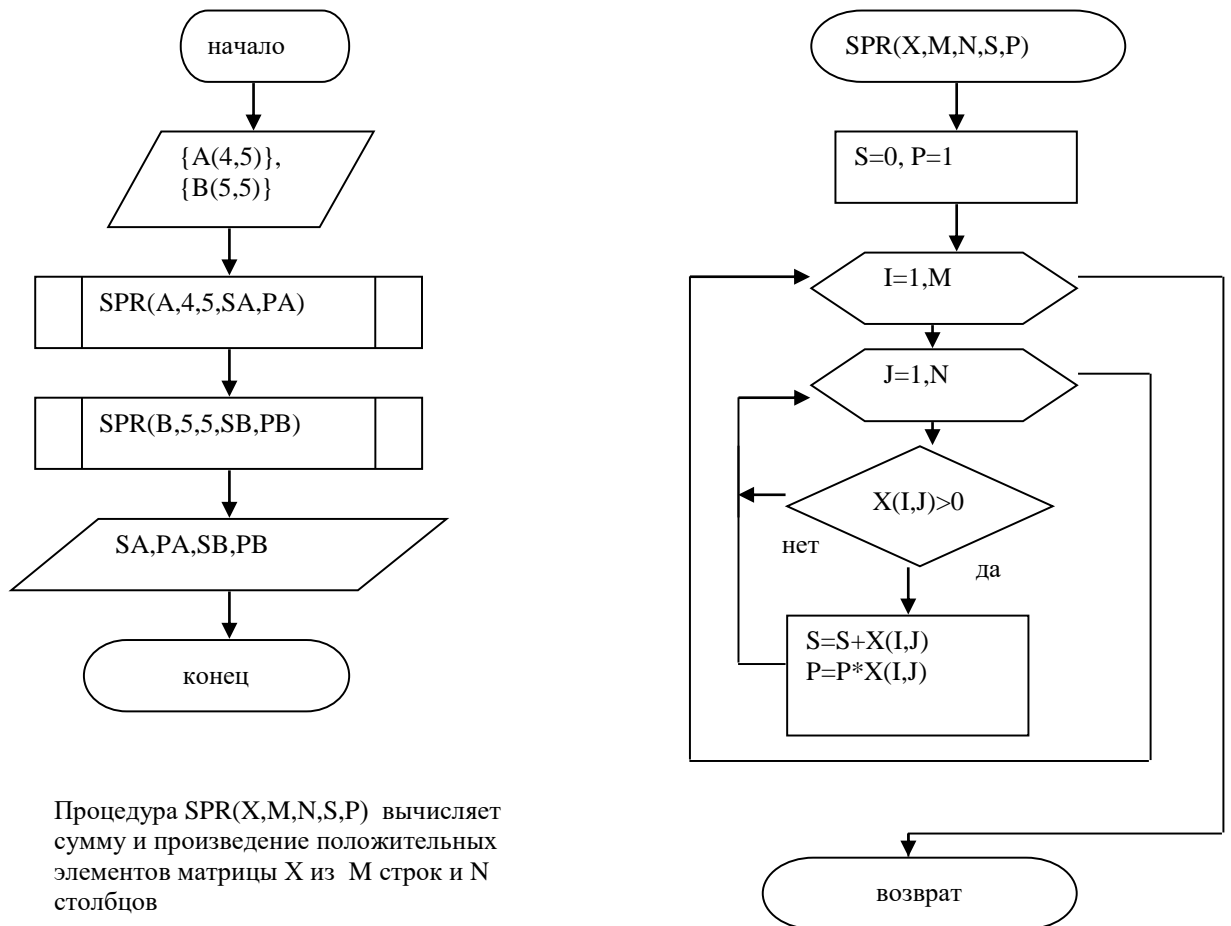 начало
{A(4,5)},
{B(5,5)}
SPR(A,4,5,SA,PA)
SPR(B,5,5,SB,PB)
SA,PA,SB,PB
конец
Процедура SPR(X,M,N,S,P) вычисляет
сумму и произведение положительных
элементов матрицы X из M строк и N
столбцов
SPR(X,M,N,S,P)
S=0, P=1
I=1,M
J=1,N
X(I,J)>0
нет
да
S=S+X(I,J)
P=P*X(I,J)
возврат